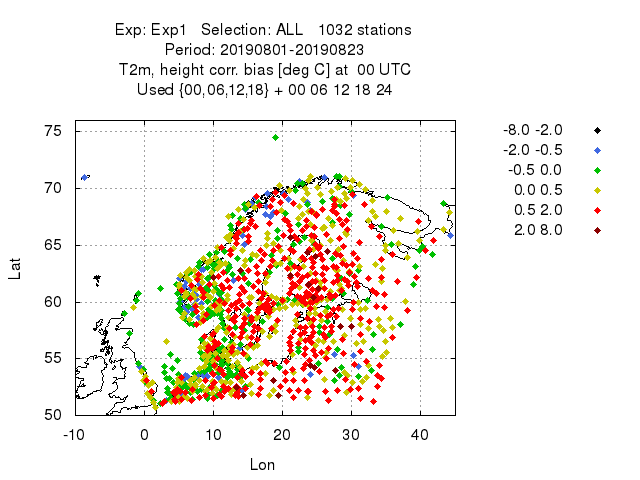 Exp: Exp1 Selection: ALL 1032 stations
Period: 20190801-20190823
T2m, height corr. bias [deg C] at 00 UTC
Used {00,06,12,18} + 00 06 12 18 24
-8.0 -2.0
-2.0 -0.5
-0.5 0.0
0.0 0.5
0.5 2.0
2.0 8.0
75
70
65
60
55
50
Lat
-10 0 10 20 30 40
Lon